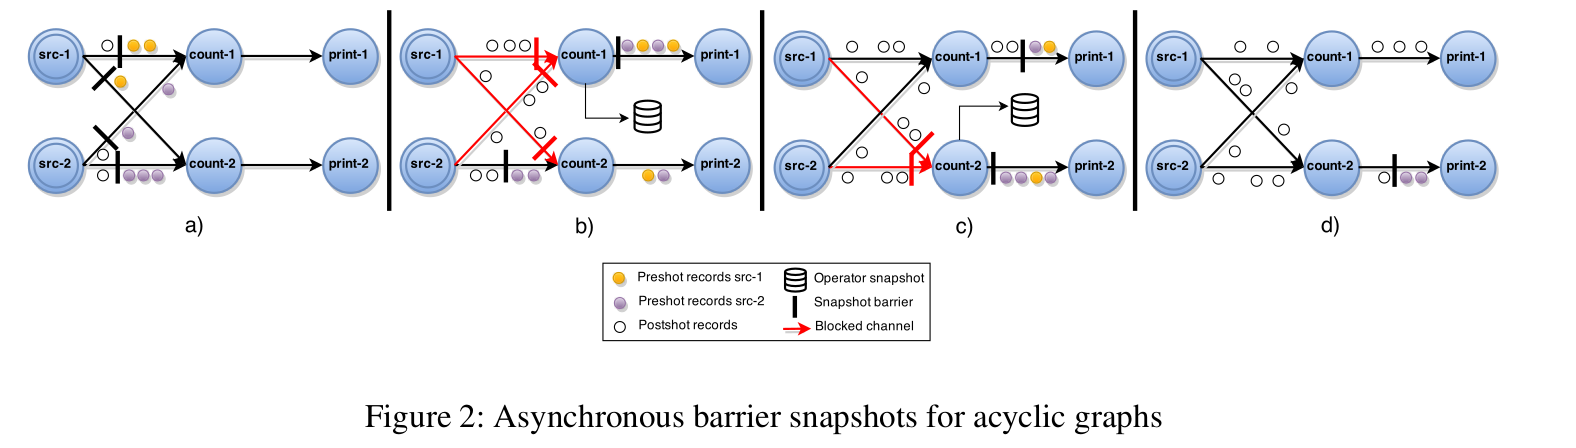 src-1 count-1 print-1 src-1 count-1 print-1 src-1 count-1 print-1 src-1 count-1 print-1
src-2 count-2 print-2 src-2 count-2 print-2 src-2 count-2 print-2 src-2 count-2 print-2
a) b) c) d)
Preshot records src-1 Operator snapshot
Preshot records src-2 Snapshot barrier
Postshot records Blocked channel
Figure 2: Asynchronous barrier snapshots for acyclic graphs